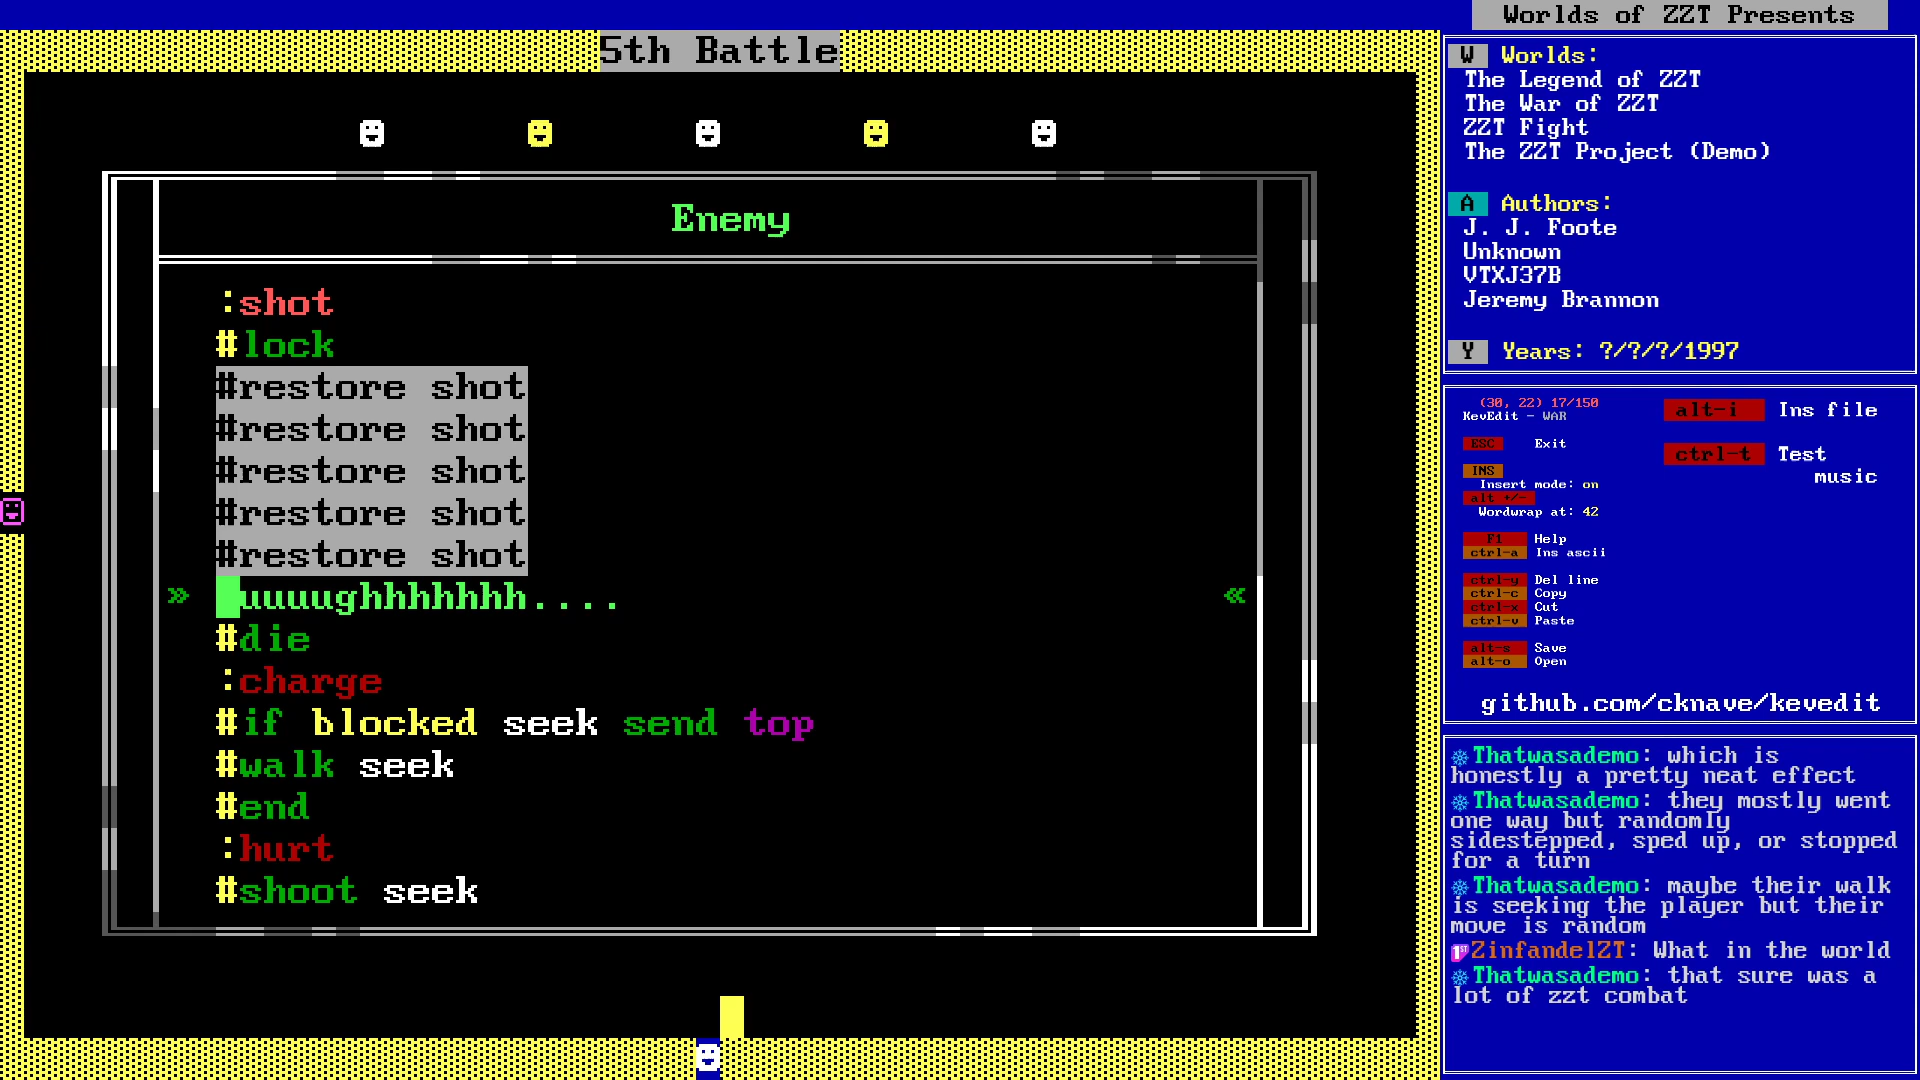 Worlds of ZZT Presents
5th Battle
Enemy
:shot
#lock
#restore shot
#restore shot
#restore shot
#restore shot
#restore shot
» uuuughhhhhhh.... «
#die
:charge
#if blocked seek send top
#walk seek
#end
:hurt
#shoot seek
W Worlds:
The Legend of ZZT
The War of ZZT
ZZT Fight
The ZZT Project (Demo)
A Authors:
J. J. Foote
Unknown
VTXJ37B
Jeremy Brannon
Y Years: ?/?/?/1997
(30, 22) 17/150
KevEdit - WAR
ESC Exit
INS
Insert mode: on
alt +/-
Wordwrap at: 42
F1 Help
ctrl-a Ins ascii
ctrl-y Del line
ctrl-c Copy
ctrl-x Cut
ctrl-v Paste
alt-s Save
alt-o Open
alt-i Ins file
ctrl-t Test
music
github.com/cknave/kevedit
Thatwasademo: which is
honestly a pretty neat effect
Thatwasademo: they mostly went
one way but randomly
sidestepped, sped up, or stopped
for a turn
Thatwasademo: maybe their walk
is seeking the player but their
move is random
1ST ZinfandelZT: What in the world
Thatwasademo: that sure was a
lot of zzt combat